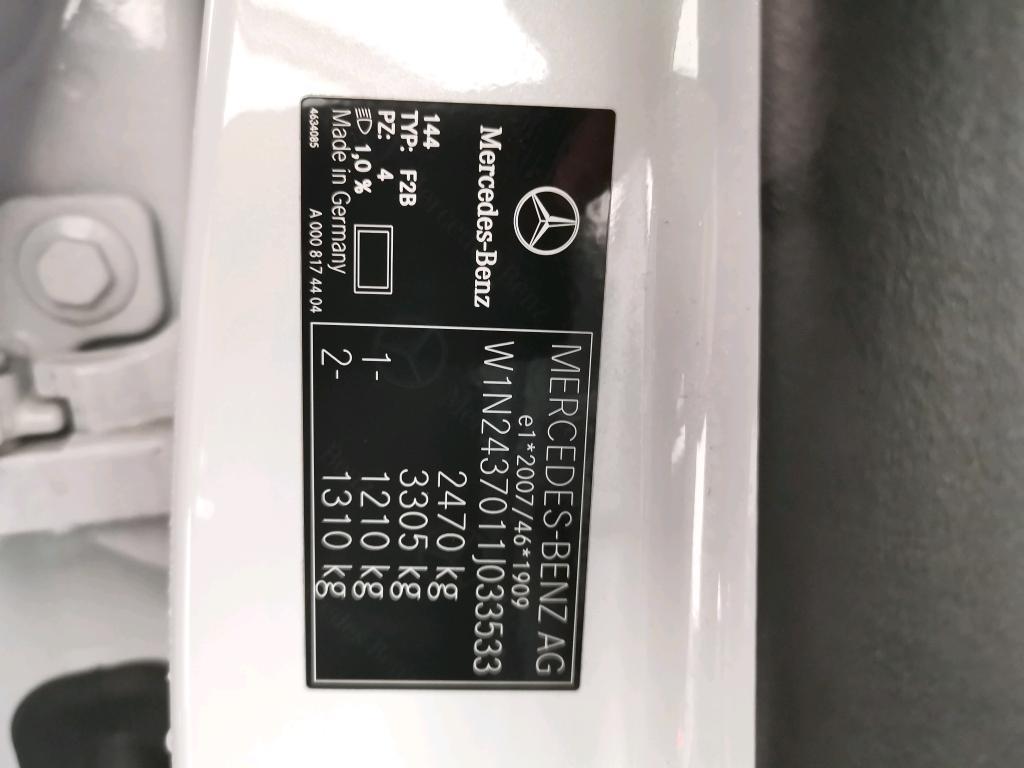 Mercedes-Benz
144
TYP: F2B
PZ: 4
1,0 %
Made in Germany
4634085
A 000 817 44 04
MERCEDES-BENZ AG
e1*2007/46*1909
W1N2437011J033533
2470 kg
3305 kg
1- 1210 kg
2- 1310 kg